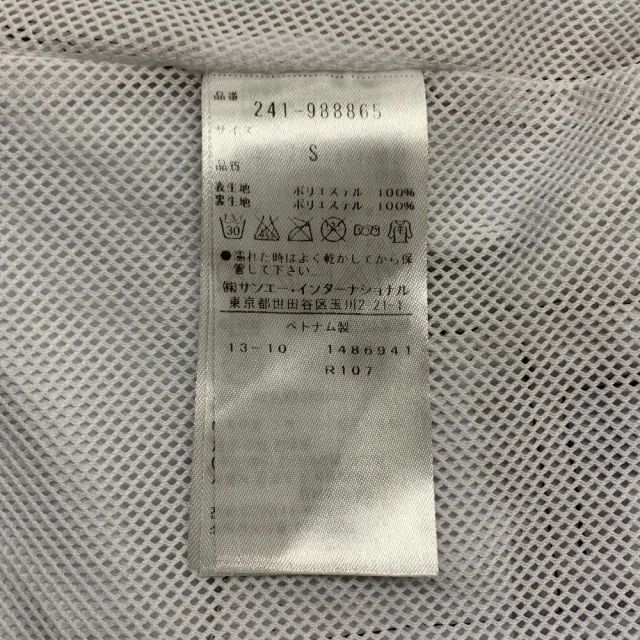 品番
241-988865
サイズ
S
品質
表生地 ポリエステル 100%
裏生地 ポリエステル 100%
30
●濡れた時はよく乾かしてから保
管して下さい。
㈱サンエー・インターナショナル
東京都世田谷区玉川2-21-1
ベトナム製
13-10 1486941
R107